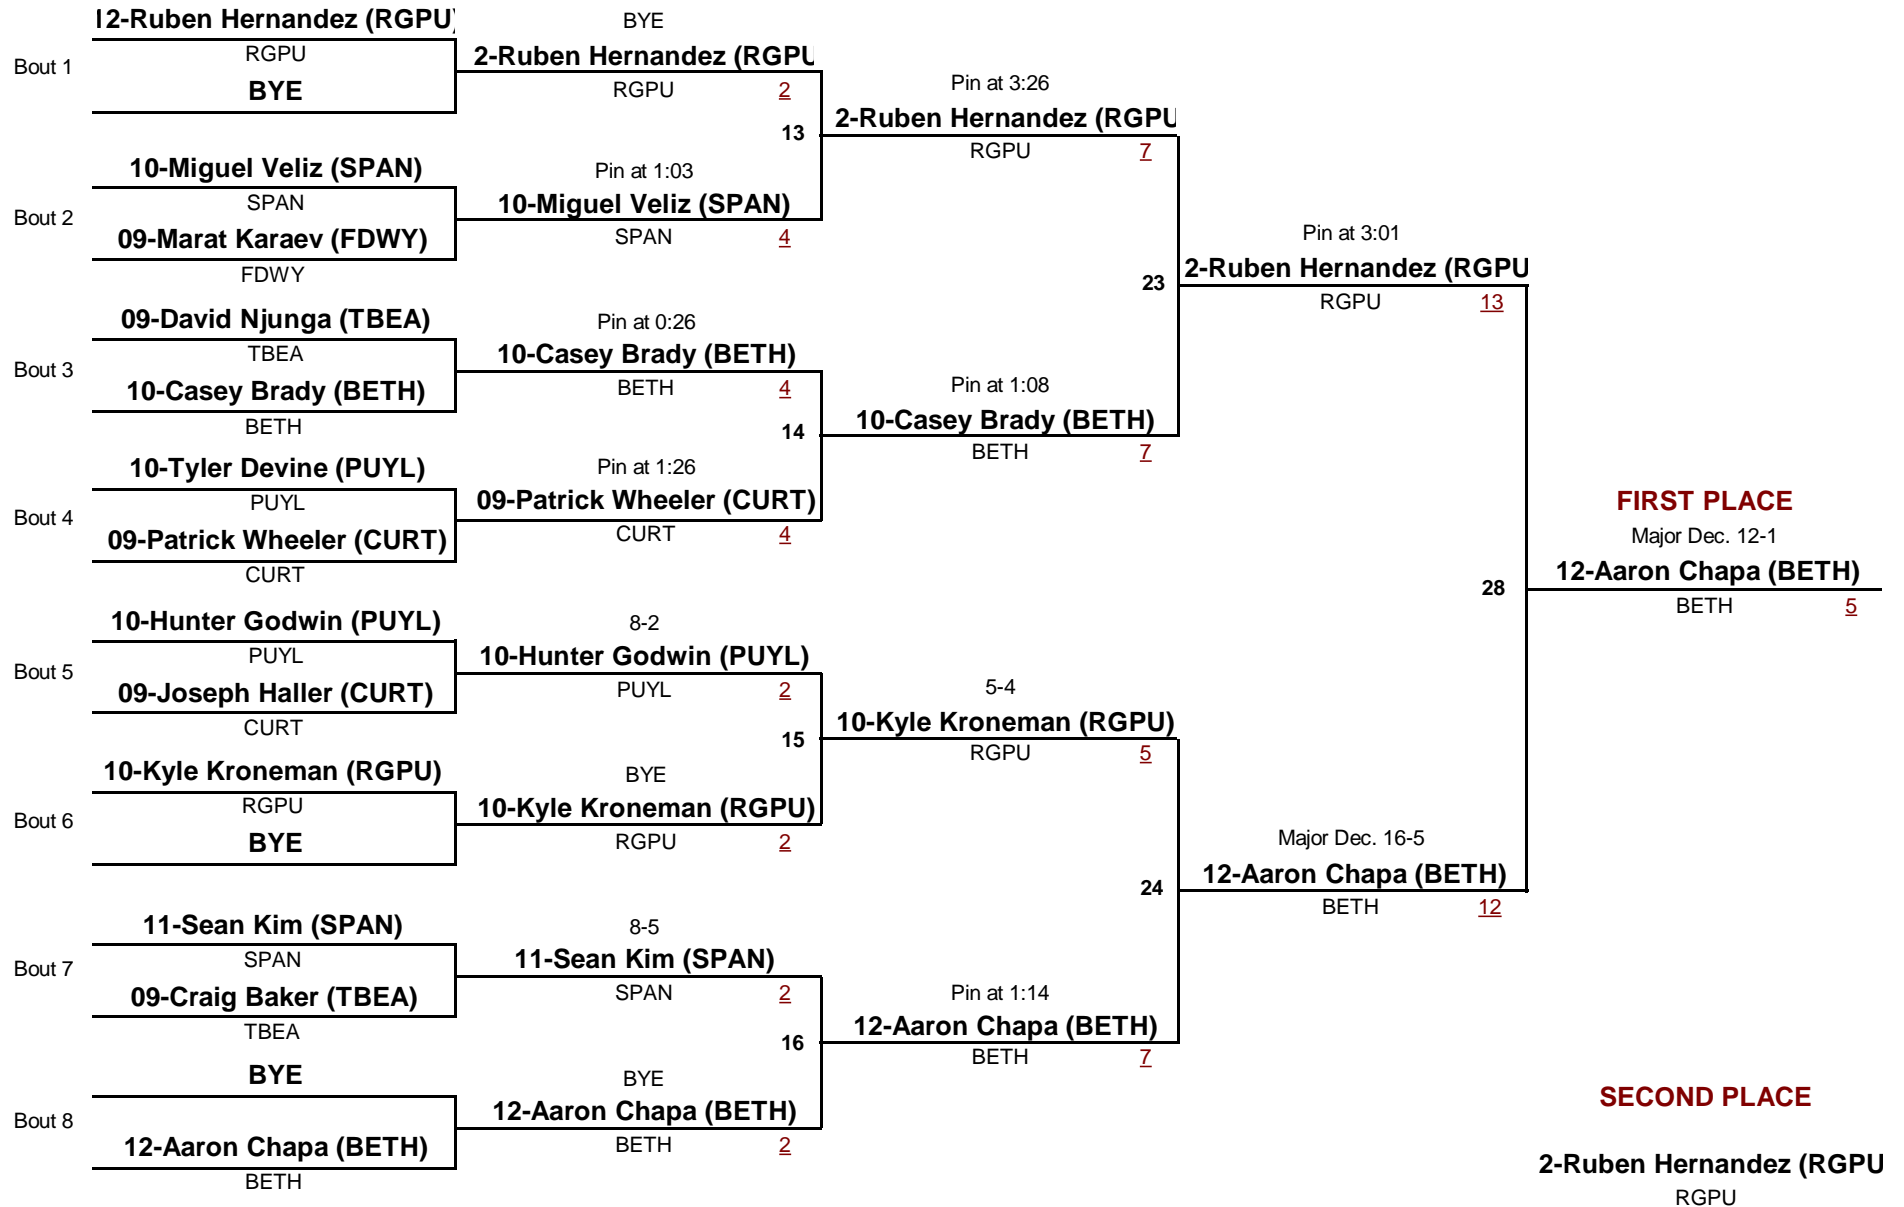 12-Ruben Hernandez (RGPU)
RGPU
Bout 1
BYE
10-Miguel Veliz (SPAN)
SPAN
Bout 2
09-Marat Karaev (FDWY)
FDWY
09-David Njunga (TBEA)
TBEA
Bout 3
10-Casey Brady (BETH)
BETH
10-Tyler Devine (PUYL)
PUYL
Bout 4
09-Patrick Wheeler (CURT)
CURT
10-Hunter Godwin (PUYL)
PUYL
Bout 5
09-Joseph Haller (CURT)
CURT
10-Kyle Kroneman (RGPU)
RGPU
Bout 6
BYE
11-Sean Kim (SPAN)
SPAN
Bout 7
09-Craig Baker (TBEA)
TBEA
BYE
Bout 8
12-Aaron Chapa (BETH)
BETH
BYE
2-Ruben Hernandez (RGPU
RGPU 2
13
Pin at 1:03
10-Miguel Veliz (SPAN)
SPAN 4
Pin at 0:26
10-Casey Brady (BETH)
BETH 4
14
Pin at 1:26
09-Patrick Wheeler (CURT)
CURT 4
8-2
10-Hunter Godwin (PUYL)
PUYL 2
15
BYE
10-Kyle Kroneman (RGPU)
RGPU 2
8-5
11-Sean Kim (SPAN)
SPAN 2
16
BYE
12-Aaron Chapa (BETH)
BETH 2
Pin at 3:26
2-Ruben Hernandez (RGPU
RGPU 7
23
Pin at 1:08
10-Casey Brady (BETH)
BETH 7
5-4
10-Kyle Kroneman (RGPU)
RGPU 5
24
Pin at 1:14
12-Aaron Chapa (BETH)
BETH 7
Pin at 3:01
2-Ruben Hernandez (RGPU
RGPU 13
28
Major Dec. 16-5
12-Aaron Chapa (BETH)
BETH 12
FIRST PLACE
Major Dec. 12-1
12-Aaron Chapa (BETH)
BETH 5
SECOND PLACE
2-Ruben Hernandez (RGPU
RGPU